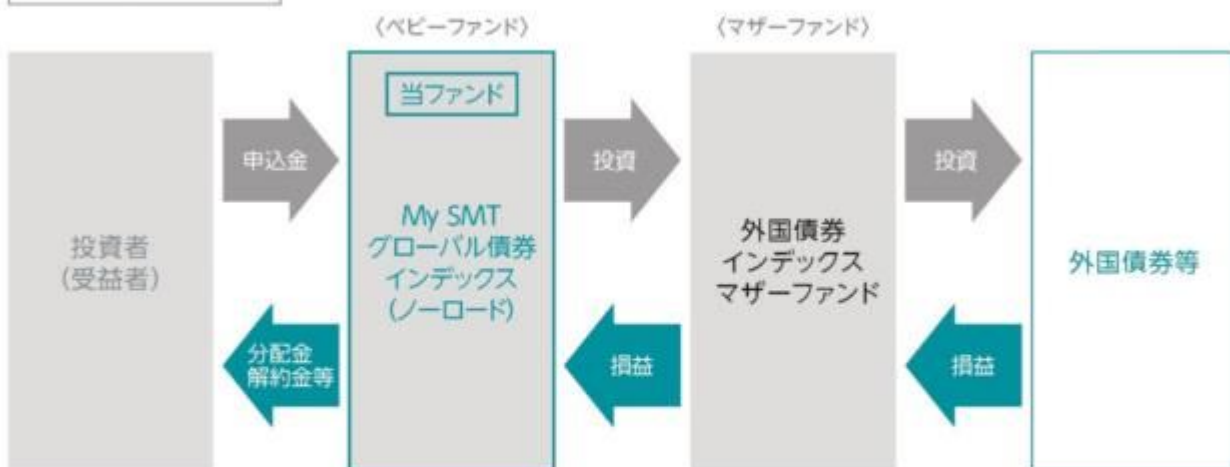 〈ベビーファンド〉
〈マザーファンド〉
投資者
(受益者)
申込金
分配金
解約金等
当ファンド
My SMT
グローバル債券
インデックス
(ノーロード)
投資
損益
外国債券
インデックス
マザーファンド
投資
損益
外国債券等